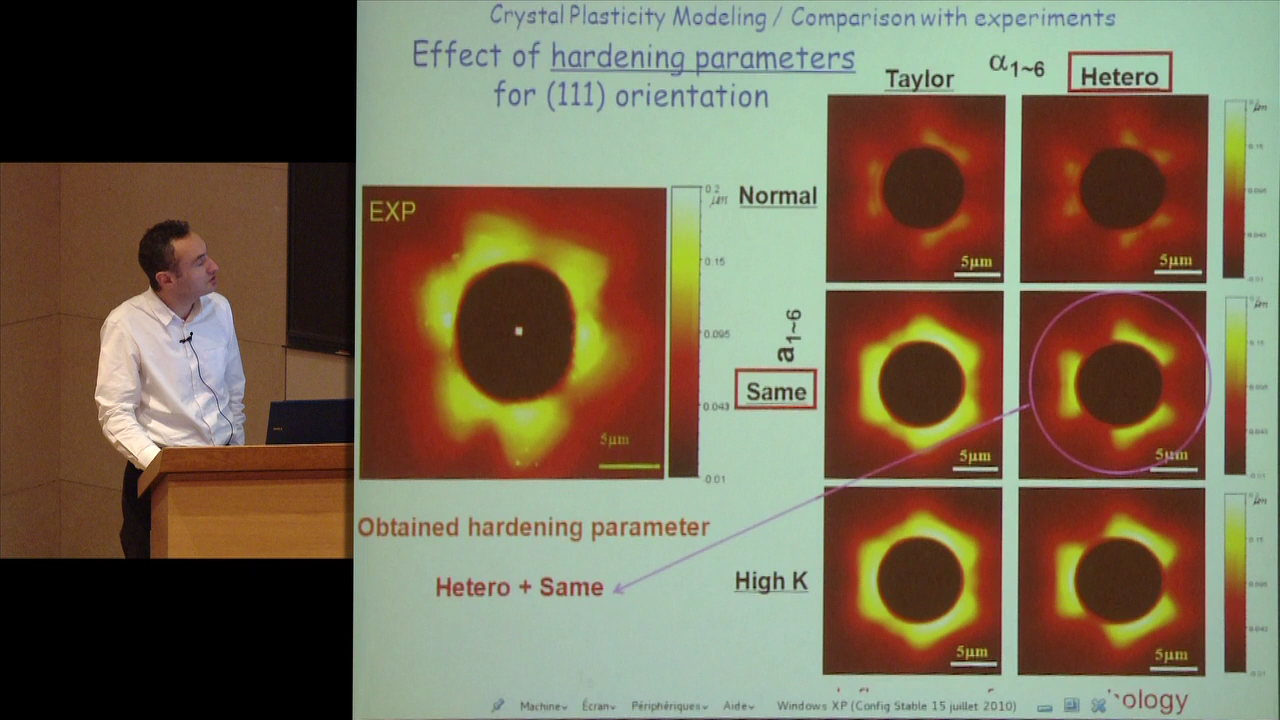 Crystal Plasticity Modeling / Comparison with experiments
Effect of hardening parameters
for (111) orientation
α1~6
Taylor
Hetero
EXP
0.2
μm
0.15
0.095
0.043
-0.01
5μm
Normal
a1~6
Same
High K
5μm
5μm
5μm
5μm
5μm
5μm
Obtained hardening parameter
Hetero + Same
Machine
Écran
Périphériques
Aide
Windows XP (Config Stable 15 juillet 2010)